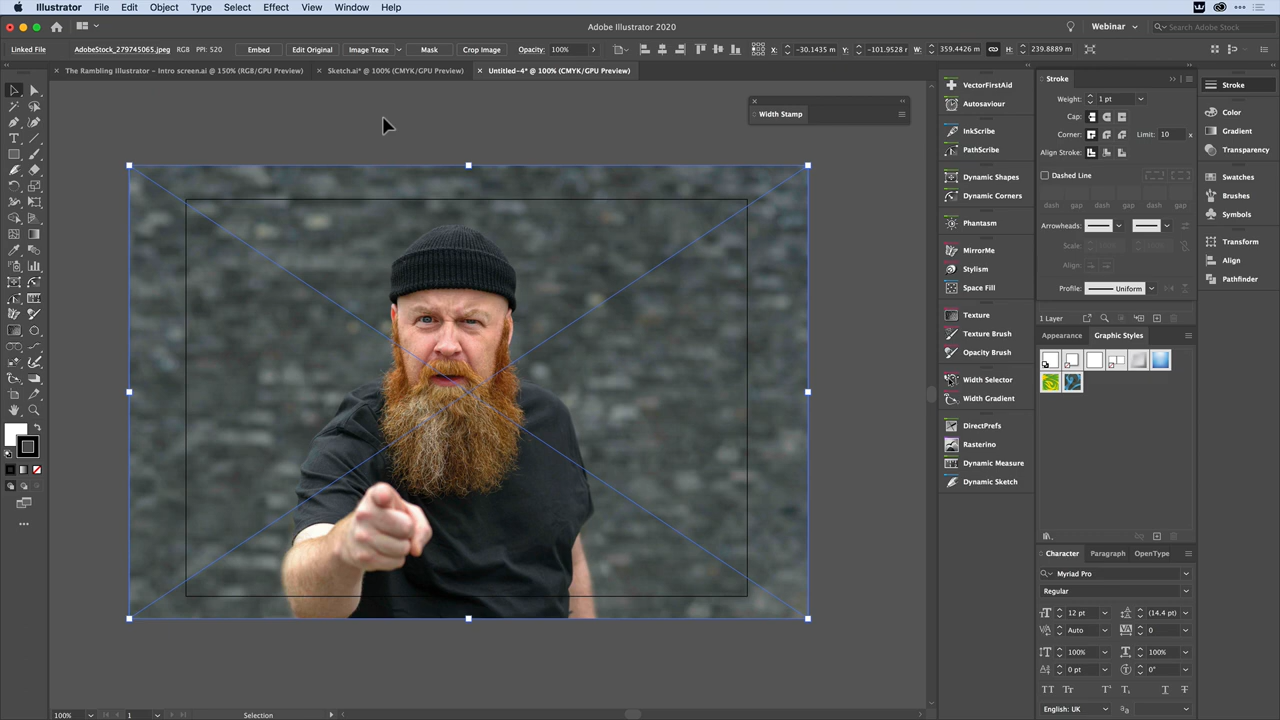 Illustrator File Edit Object Type Select Effect View Window Help
Adobe Illustrator 2020
Webinar
Search Adobe Stock
Linked File AdobeStock_279745065.jpeg RGB PPI: 520 Embed Edit Original Image Trace Mask Crop Image Opacity: 100% X: -30.1435 m Y: -101.9528 r W: 359.4426 m H: 239.8889 m
× The Rambling Illustrator – Intro screen.ai @ 150% (RGB/GPU Preview) × Sketch.ai* @ 100% (CMYK/GPU Preview) × Untitled-4* @ 100% (CMYK/GPU Preview)
Width Stamp
VectorFirstAid
Autosaviour
InkScribe
PathScribe
Dynamic Shapes
Dynamic Corners
Phantasm
MirrorMe
Stylism
Space Fill
Texture
Texture Brush
Opacity Brush
Width Selector
Width Gradient
DirectPrefs
Rasterino
Dynamic Measure
Dynamic Sketch
Stroke
Weight: 1 pt
Cap:
Corner: Limit: 10 x
Align Stroke:
Dashed Line
dash gap dash gap dash gap
Arrowheads:
Scale: 100% 100%
Align:
Profile: Uniform
1 Layer
Appearance Graphic Styles
Character Paragraph OpenType
Myriad Pro
Regular
12 pt (14.4 pt)
Auto 0
100% 100%
0 pt 0°
English: UK
Stroke
Color
Gradient
Transparency
Swatches
Brushes
Symbols
Transform
Align
Pathfinder
100% 1 Selection